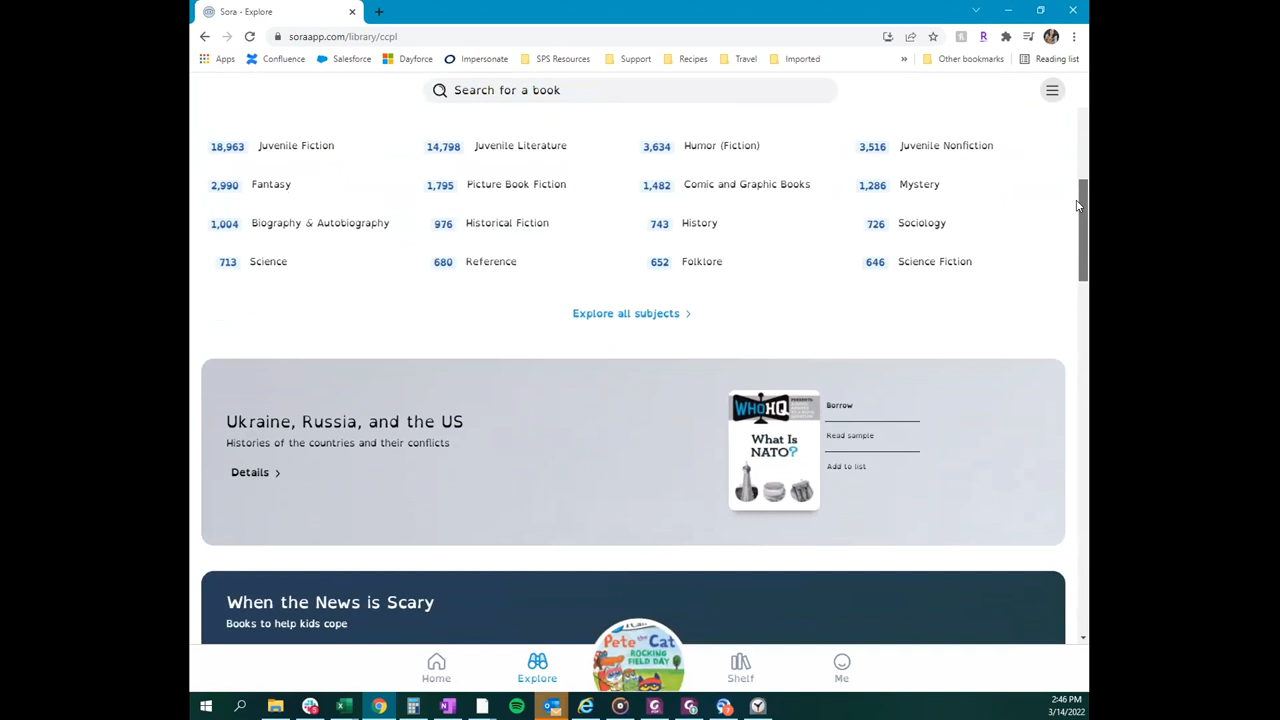 Sora - Explore
soraapp.com/library/ccpl
Apps Confluence Salesforce Dayforce Impersonate SPS Resources Support Recipes Travel Imported » Other bookmarks Reading list
Search for a book
18,963 Juvenile Fiction 14,798 Juvenile Literature 3,634 Humor (Fiction) 3,516 Juvenile Nonfiction
2,990 Fantasy 1,795 Picture Book Fiction 1,482 Comic and Graphic Books 1,286 Mystery
1,004 Biography & Autobiography 976 Historical Fiction 743 History 726 Sociology
713 Science 680 Reference 652 Folklore 646 Science Fiction
Explore all subjects
Ukraine, Russia, and the US
Histories of the countries and their conflicts
Details
WHOHQ
What Is
NATO?
Borrow
Read sample
Add to list
When the News is Scary
Books to help kids cope
Pete the Cat
ROCKING
FIELD DAY
Home Explore Shelf Me
2:46 PM
3/14/2022